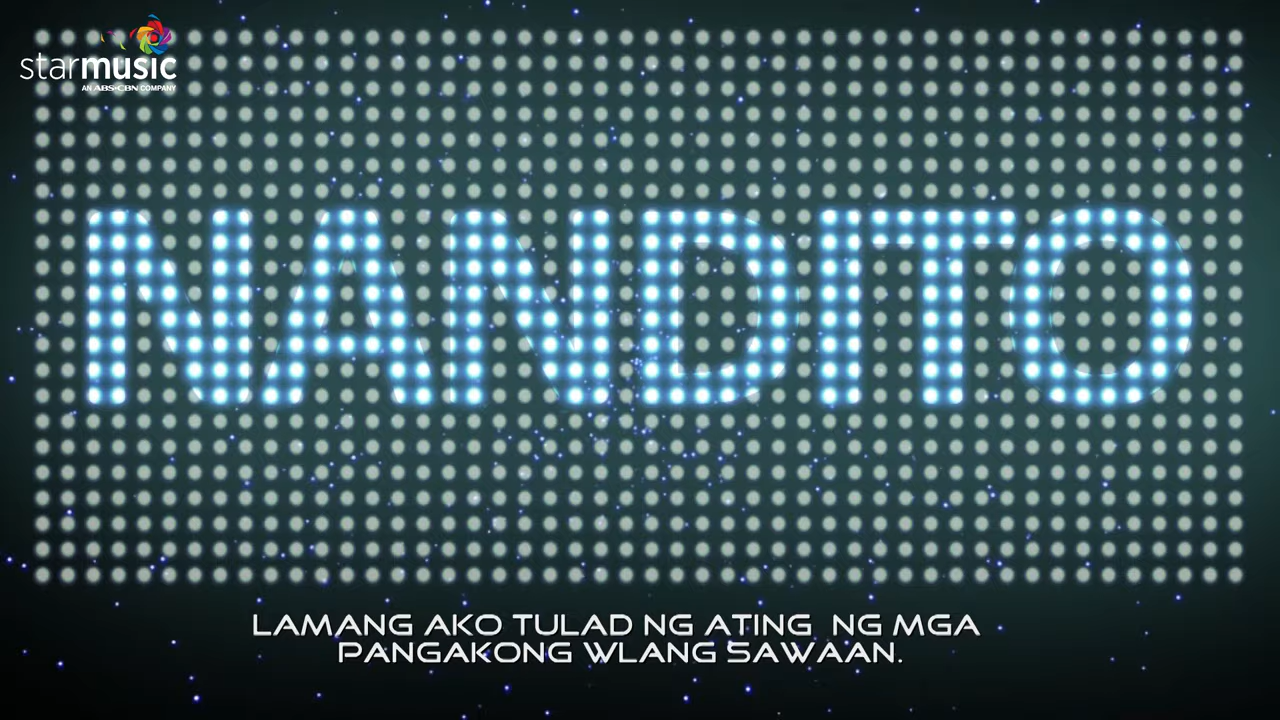 starmusic
AN ABS-CBN COMPANY
NANDITO
LAMANG AKO TULAD NG ATING  NG MGA
PANGAKONG WLANG SAWAAN.